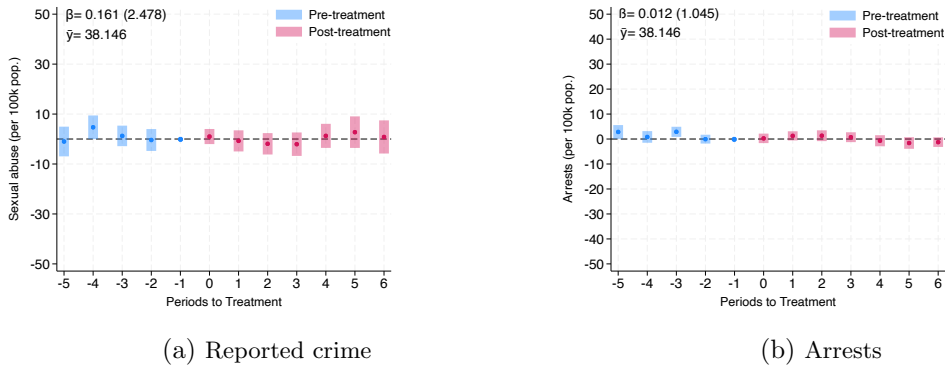 β= 0.161 (2.478)
ȳ= 38.146
Pre-treatment
Post-treatment
Sexual abuse (per 100k pop.)
50
30
10
-10
-30
-50
-5 -4 -3 -2 -1 0 1 2 3 4 5 6
Periods to Treatment
(a) Reported crime
ß= 0.012 (1.045)
ȳ= 38.146
Pre-treatment
Post-treatment
Arrests (per 100k pop.)
50
40
30
20
10
0
-10
-20
-30
-40
-50
-5 -4 -3 -2 -1 0 1 2 3 4 5 6
Periods to Treatment
(b) Arrests